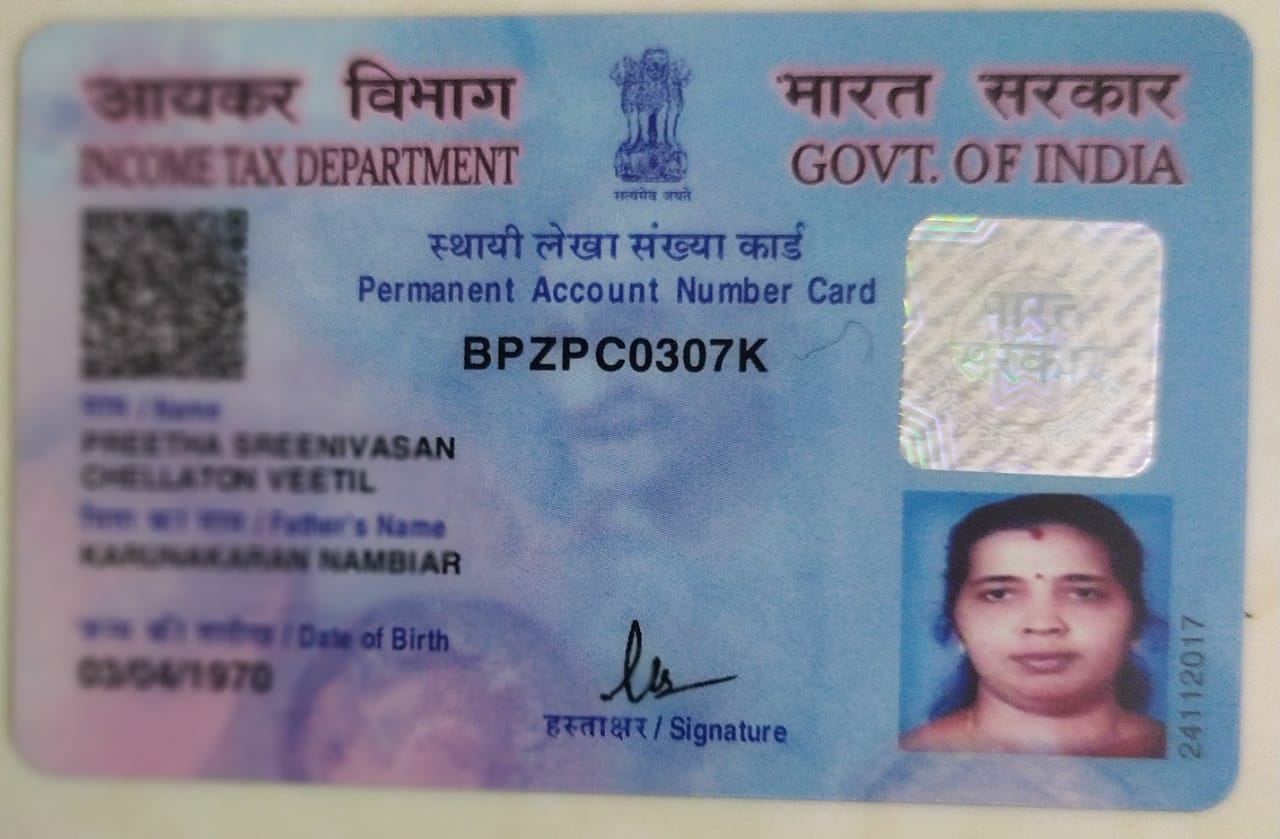 आयकर विभाग
INCOME TAX DEPARTMENT
भारत सरकार
GOVT. OF INDIA
सत्यमेव जयते
स्थायी लेखा संख्या कार्ड
Permanent Account Number Card
BPZPC0307K
भारत
सरकार
नाम / Name
PREETHA SREENIVASAN
CHELLATON VEETIL
पिता का नाम / Father's Name
KARUNAKARAN NAMBIAR
जन्म की तारीख / Date of Birth
03/04/1970
हस्ताक्षर / Signature
24112017